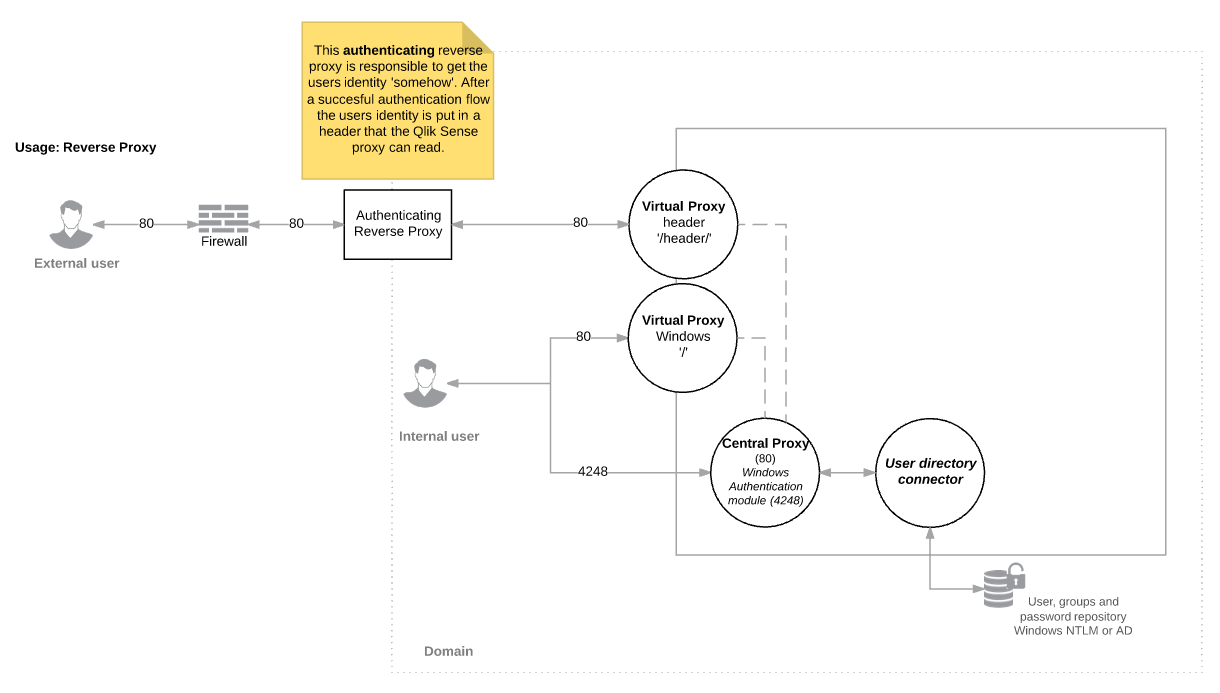 This authenticating reverse
proxy is responsible to get the
users identity 'somehow'. After
a succesful authentication flow
the users identity is put in a
header that the Qlik Sense
proxy can read.
Usage: Reverse Proxy
80
80
80
Firewall
External user
Authenticating
Reverse Proxy
Virtual Proxy
header
'/header/'
Virtual Proxy
Windows
'/'
80
Internal user
4248
Central Proxy
(80)
Windows
Authentication
module (4248)
User directory
connector
User, groups and
password repository
Windows NTLM or AD
Domain